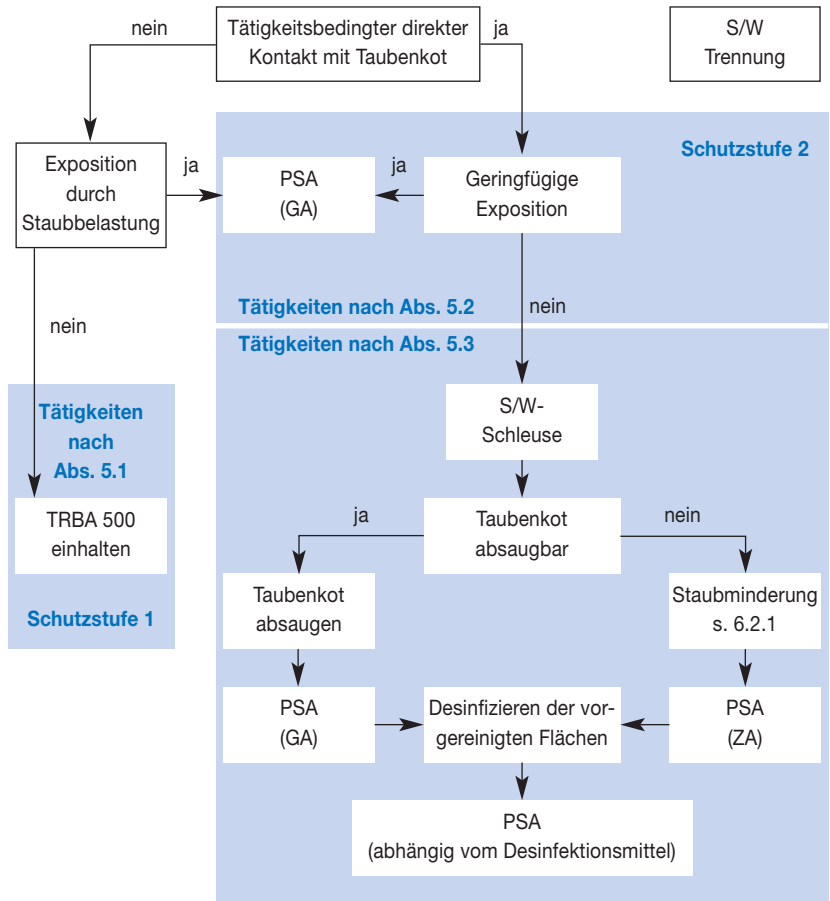 nein
Tätigkeitsbedingter direkter
Kontakt mit Taubenkot
ja
S/W
Trennung
Exposition
durch
Staubbelastung
ja
PSA
(GA)
ja
Geringfügige
Exposition
Schutzstufe 2
Tätigkeiten nach Abs. 5.2
nein
nein
Tätigkeiten nach Abs. 5.3
Tätigkeiten
nach
Abs. 5.1
TRBA 500
einhalten
Schutzstufe 1
S/W-
Schleuse
ja
Taubenkot
absaugbar
nein
Taubenkot
absaugen
Staubminderung
s. 6.2.1
PSA
(GA)
Desinfizieren der vor-
gereinigten Flächen
PSA
(ZA)
PSA
(abhängig vom Desinfektionsmittel)